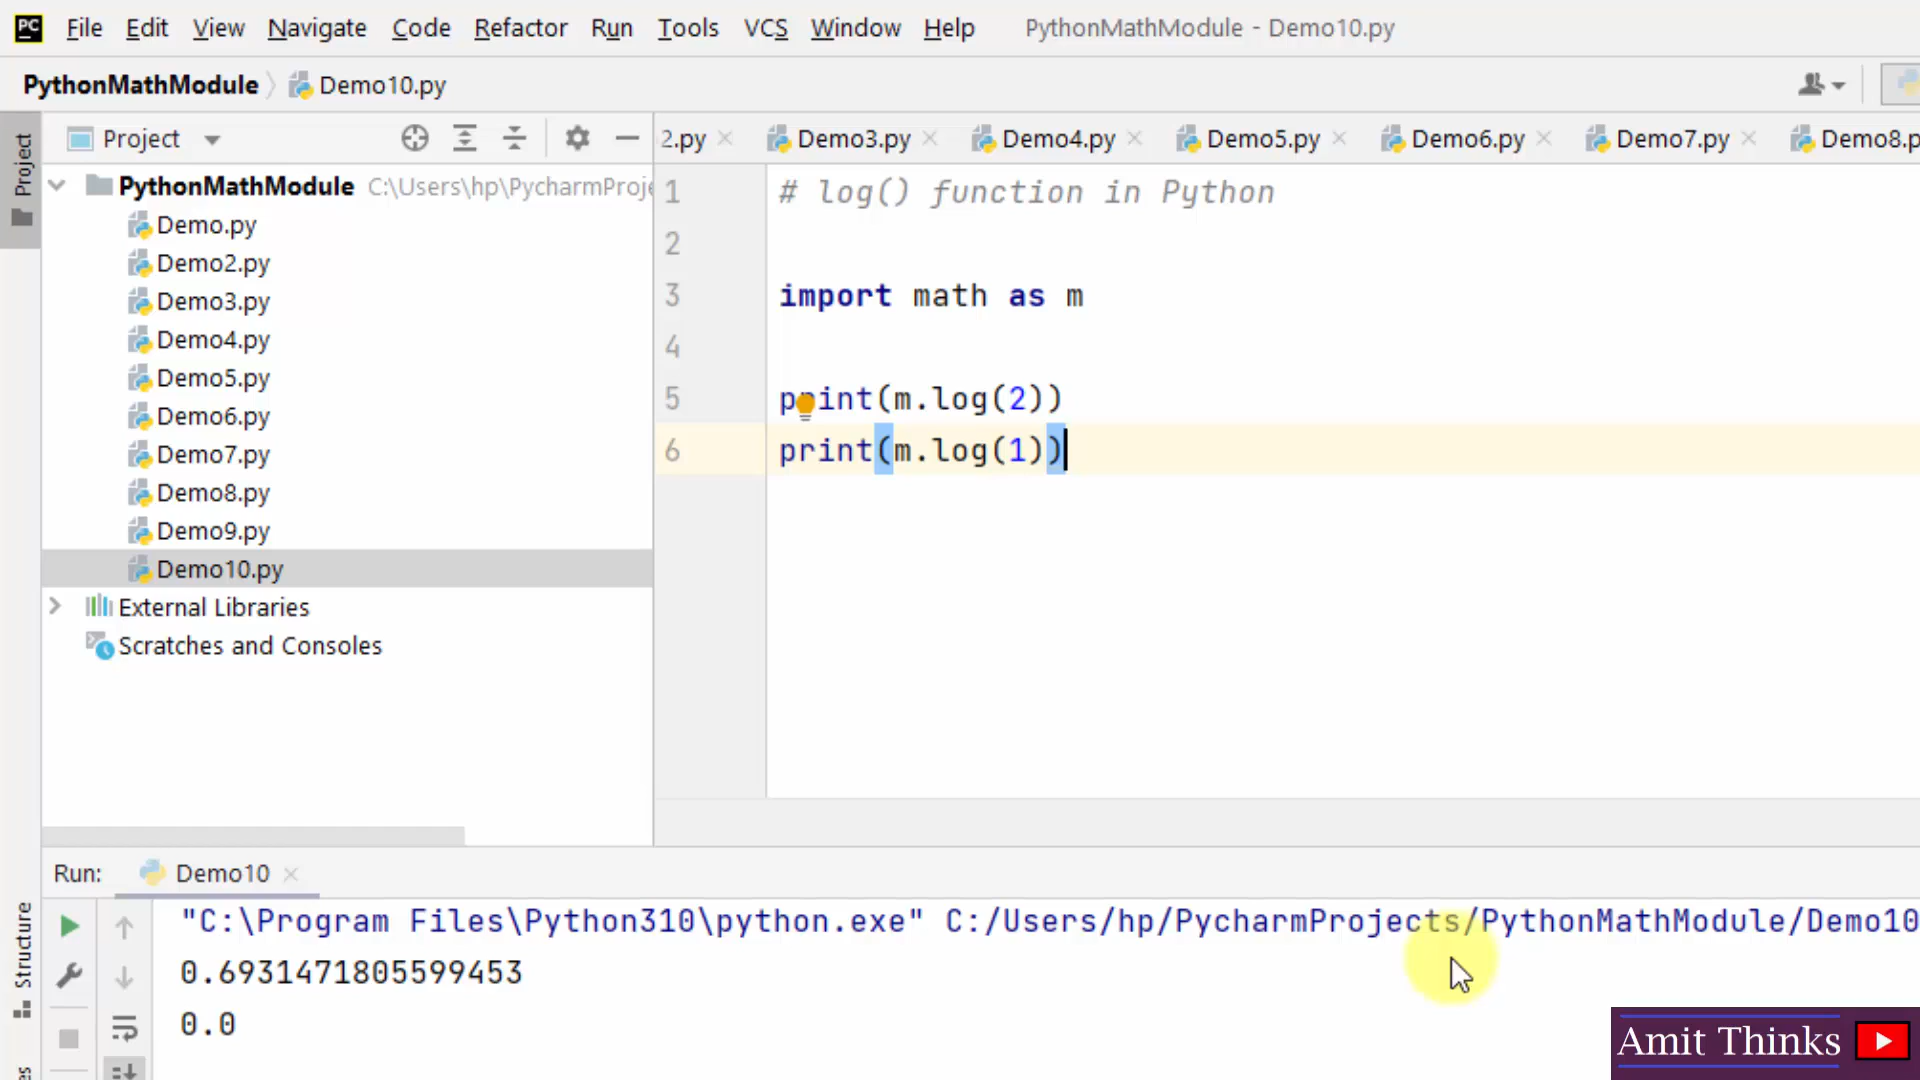 PC File Edit View Navigate Code Refactor Run Tools VCS Window Help PythonMathModule - Demo10.py
PythonMathModule Demo10.py
Project
Project
2.py Demo3.py Demo4.py Demo5.py Demo6.py Demo7.py Demo8.p
PythonMathModule C:\Users\hp\PycharmProje
Demo.py
Demo2.py
Demo3.py
Demo4.py
Demo5.py
Demo6.py
Demo7.py
Demo8.py
Demo9.py
Demo10.py
External Libraries
Scratches and Consoles
1 # log() function in Python
2
3 import math as m
4
5 print(m.log(2))
6 print(m.log(1))
Run: Demo10
Structure
"C:\Program Files\Python310\python.exe" C:/Users/hp/PycharmProjects/PythonMathModule/Demo10
0.6931471805599453
0.0
Amit Thinks